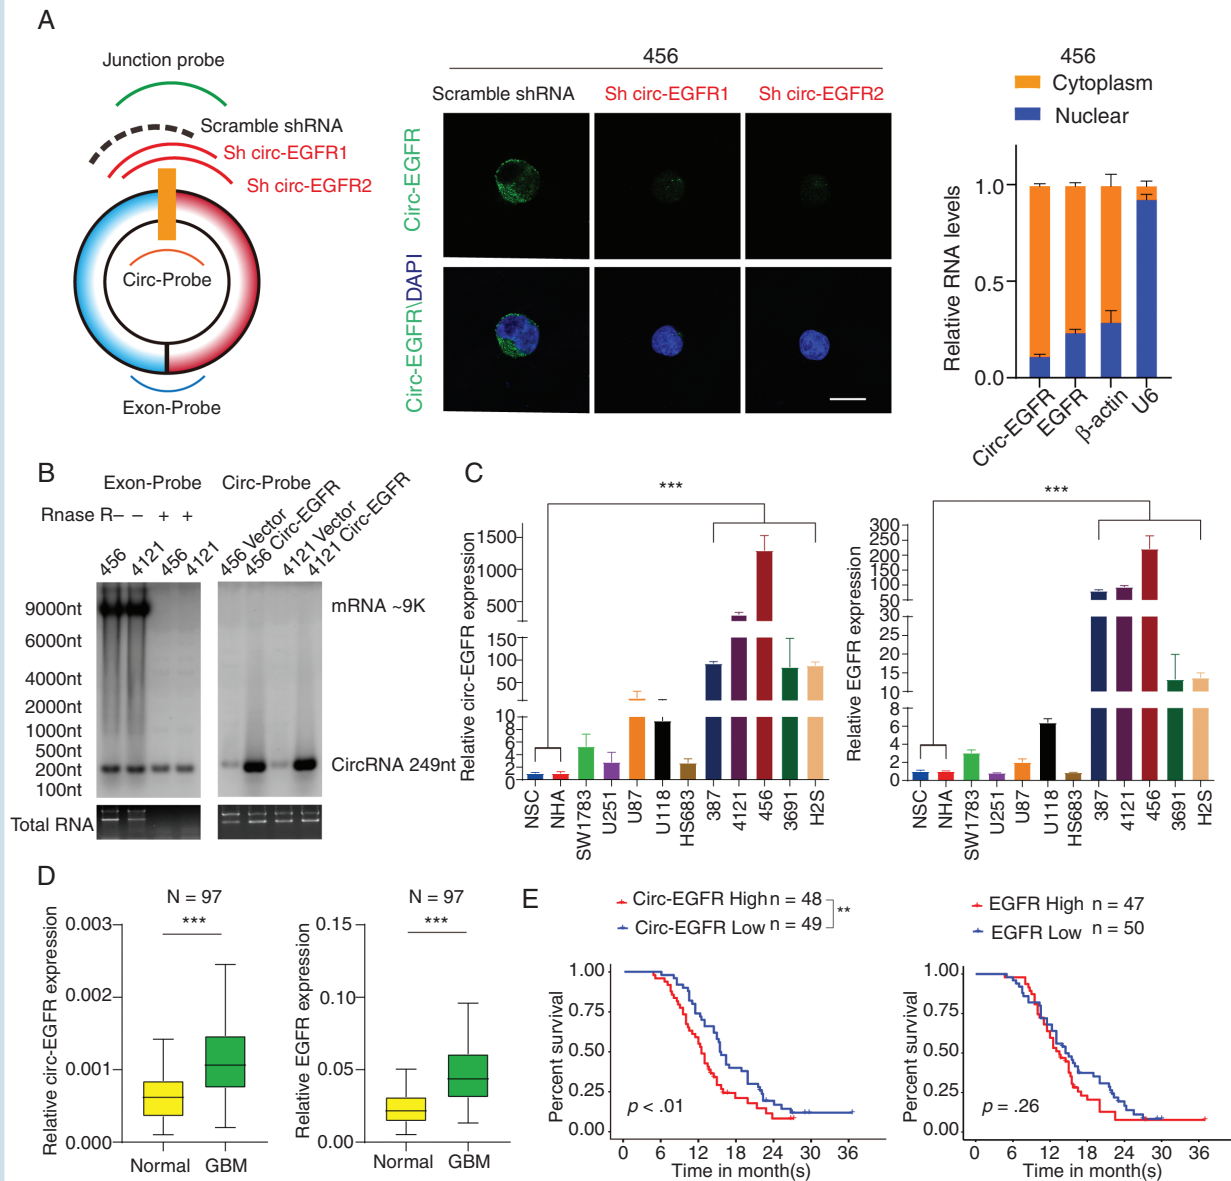 A
Junction probe
Scramble shRNA
Sh circ-EGFR1
Sh circ-EGFR2
Circ-Probe
Exon-Probe
456
Scramble shRNA Sh circ-EGFR1 Sh circ-EGFR2
Circ-EGFR
Circ-EGFR\DAPI
456
Cytoplasm
Nuclear
Relative RNA levels
1.0
0.5
0.0
Circ-EGFR EGFR β-actin U6
B
Exon-Probe Circ-Probe
Rnase R – – + +
456 4121 456 4121
456 Vector 456 Circ-EGFR 4121 Vector 4121 Circ-EGFR
9000nt
6000nt
4000nt
2000nt
1000nt
500nt
200nt
100nt
mRNA ~9K
CircRNA 249nt
Total RNA
C
***
Relative circ-EGFR expression
1500
1000
500
150
100
50
10
8
6
4
2
0
NSC NHA SW1783 U251 U87 U118 HS683 387 4121 456 3691 H2S
***
Relative EGFR expression
300
250
200
150
100
50
30
25
20
15
10
8
6
4
2
0
NSC NHA SW1783 U251 U87 U118 HS683 387 4121 456 3691 H2S
D
N = 97
***
Relative circ-EGFR expression
0.003
0.002
0.001
0.000
Normal GBM
N = 97
***
Relative EGFR expression
0.15
0.10
0.05
0.00
Normal GBM
E
Circ-EGFR High n = 48
Circ-EGFR Low n = 49
**
Percent survival
1.00
0.75
0.50
0.25
0.00
p < .01
0 6 12 18 24 30 36
Time in month(s)
EGFR High n = 47
EGFR Low n = 50
Percent survival
1.00
0.75
0.50
0.25
0.00
p = .26
0 6 12 18 24 30 36
Time in month(s)